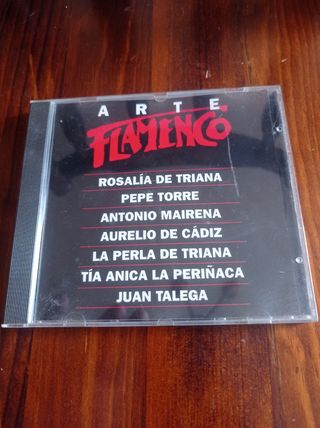 ARTE
FLAMENCO
ROSALÍA DE TRIANA
PEPE TORRE
ANTONIO MAIRENA
AURELIO DE CÁDIZ
LA PERLA DE TRIANA
TÍA ANICA LA PERIÑACA
JUAN TALEGA